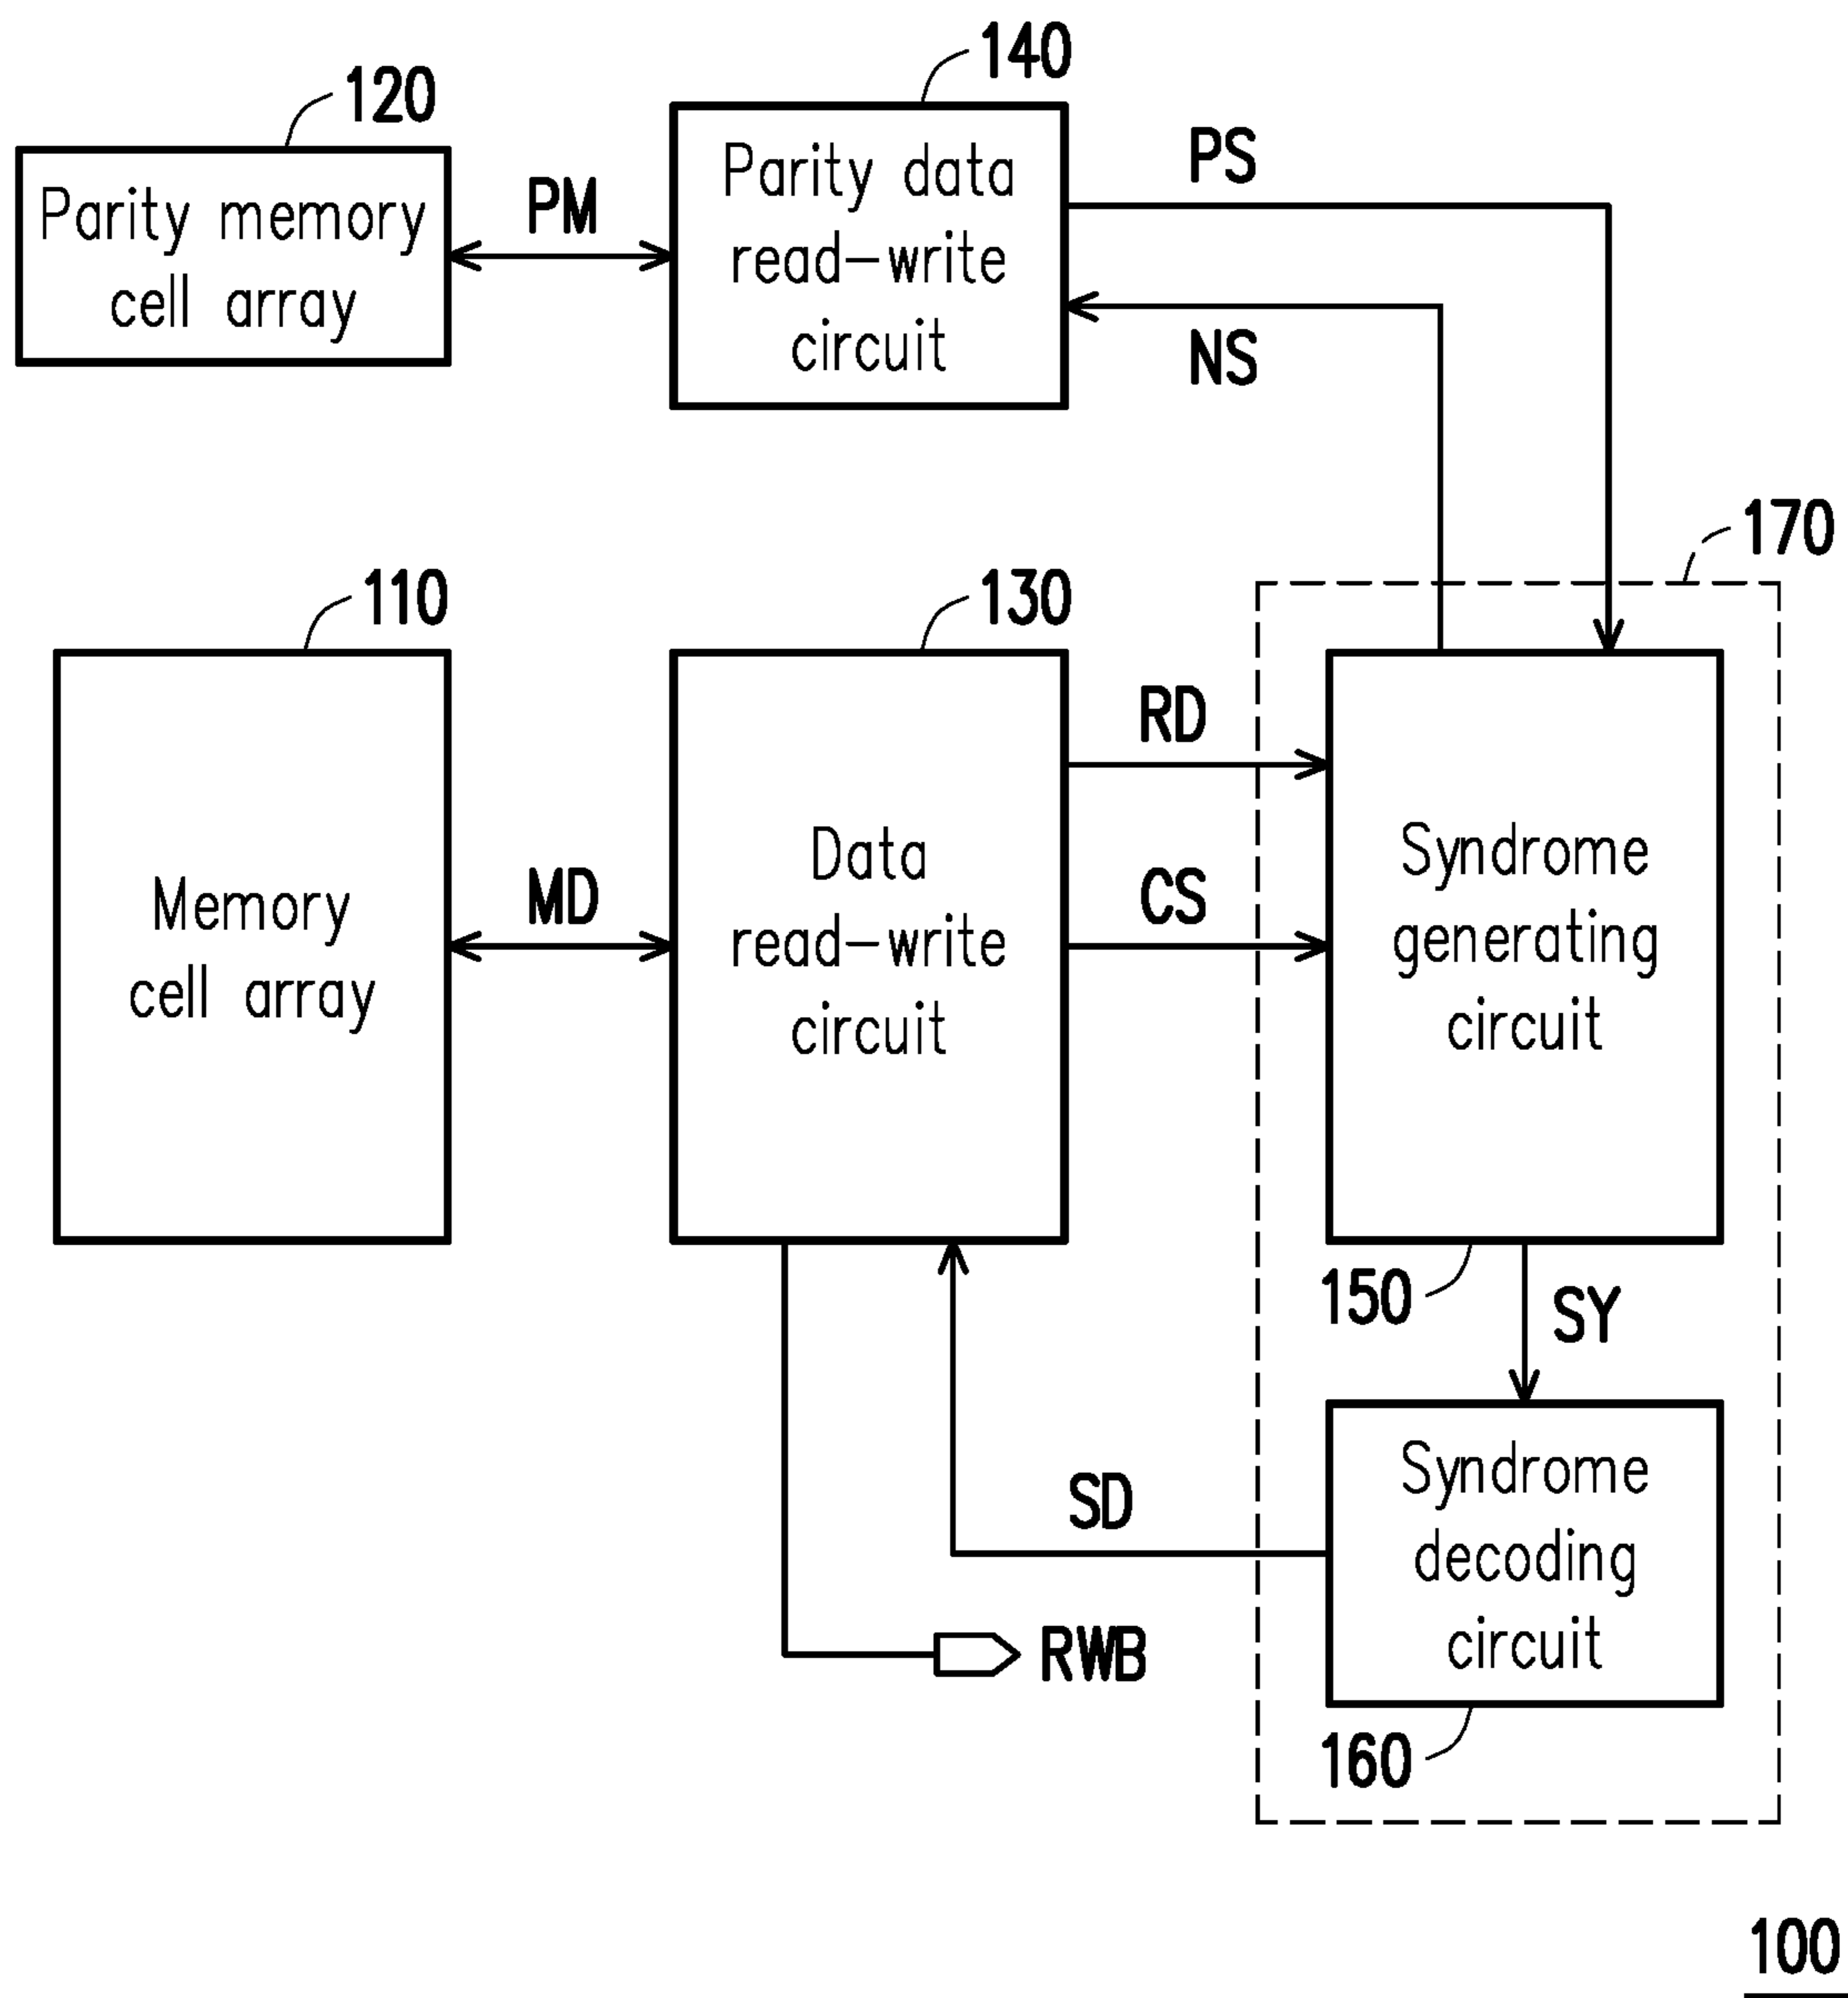 140
120
Parity memory
cell array
PM
Parity data
read-write
circuit
PS
NS
170
110
130
Memory
cell array
MD
Data
read-write
circuit
RD
CS
Syndrome
generating
circuit
150
SY
SD
Syndrome
decoding
circuit
RWB
160
100